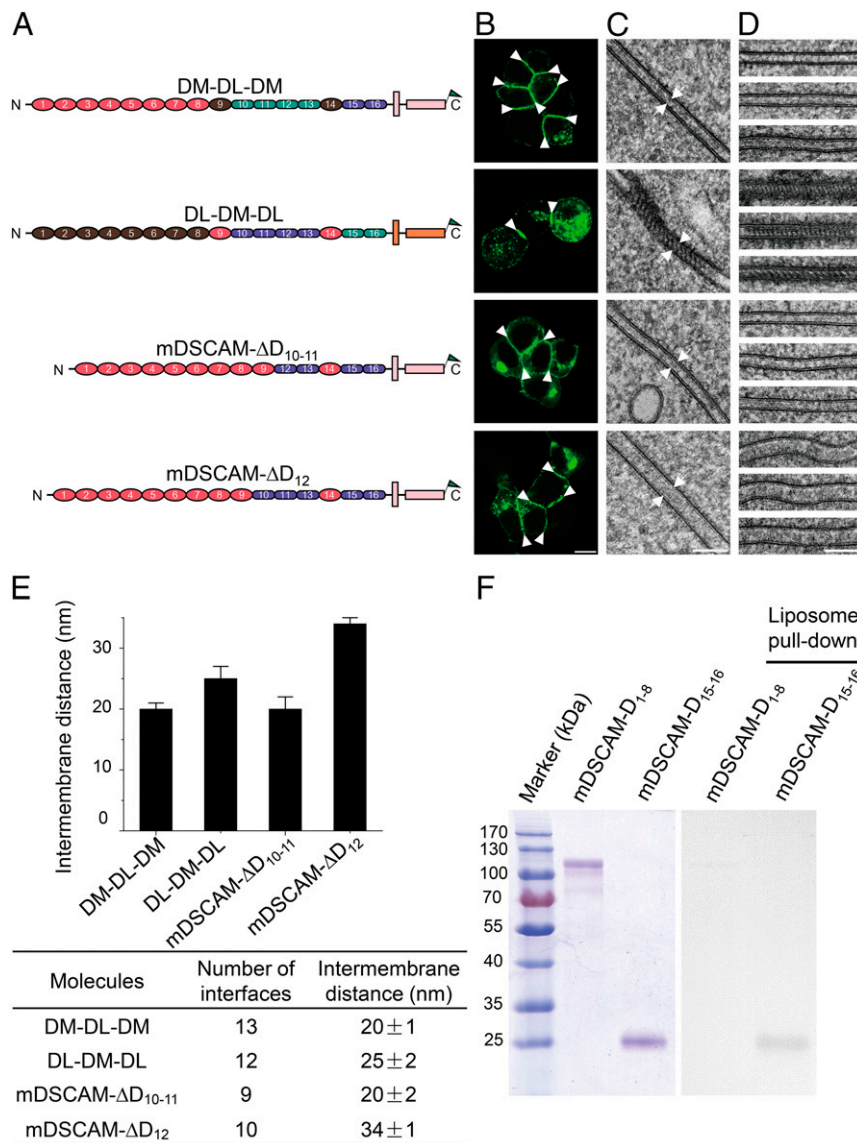 A
B
C
D
DM-DL-DM
N 1 2 3 4 5 6 7 8 9 10 11 12 13 14 15 16 C
DL-DM-DL
N 1 2 3 4 5 6 7 8 9 10 11 12 13 14 15 16 C
mDSCAM-ΔD10-11
N 1 2 3 4 5 6 7 8 9 12 13 14 15 16 C
mDSCAM-ΔD12
N 1 2 3 4 5 6 7 8 9 10 11 13 14 15 16 C
E
Intermembrane distance (nm)
30
20
10
0
DM-DL-DM
DL-DM-DL
mDSCAM-ΔD10-11
mDSCAM-ΔD12
Molecules Number of interfaces Intermembrane distance (nm)
DM-DL-DM 13 20±1
DL-DM-DL 12 25±2
mDSCAM-ΔD10-11 9 20±2
mDSCAM-ΔD12 10 34±1
F
Liposome
pull-down
Marker (kDa)
mDSCAM-D1-8
mDSCAM-D15-16
mDSCAM-D1-8
mDSCAM-D15-16
170
130
100
70
55
40
35
25